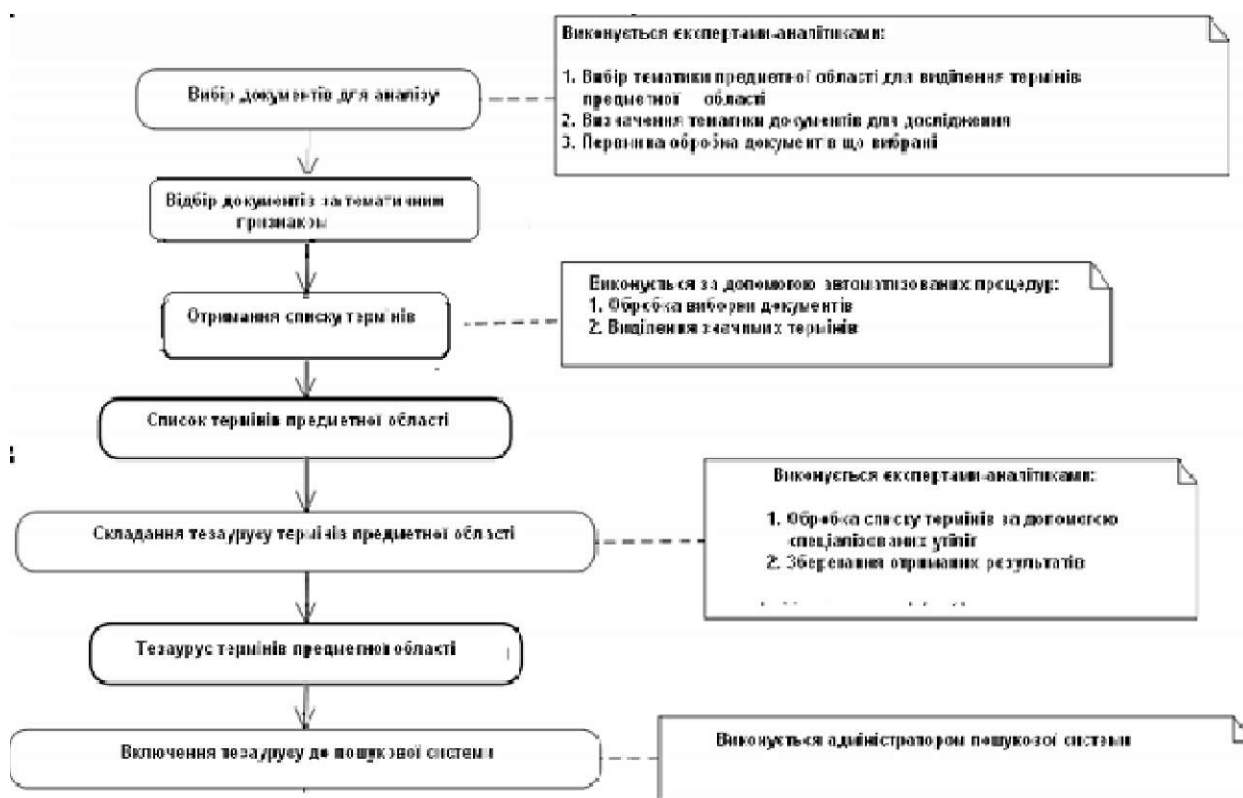 Виконується експертами-аналітиками:
1. Вибір тематики предметної області для виділення термінів
предметної області
2. Визначення тематики документів для дослідження
3. Первинна обробка документів що вибрані
Вибір документів для аналізу
Відбір документів за тематичним
признаком
Виконується за допомогою автоматизованих процедур:
1. Обробка виборки документів
2. Виділення значимих термінів
Отримання списку термінів
Список термінів предметної області
Виконується експертами-аналітиками:
1. Обробка списку термінів за допомогою
спеціалізованих утиліт
2. Збереження отриманих результатів
Складання тезаурусу термінів предметної області
Тезаурус термінів предметної області
Включення тезаурусу до пошукової системи
Виконується адміністратором пошукової системи